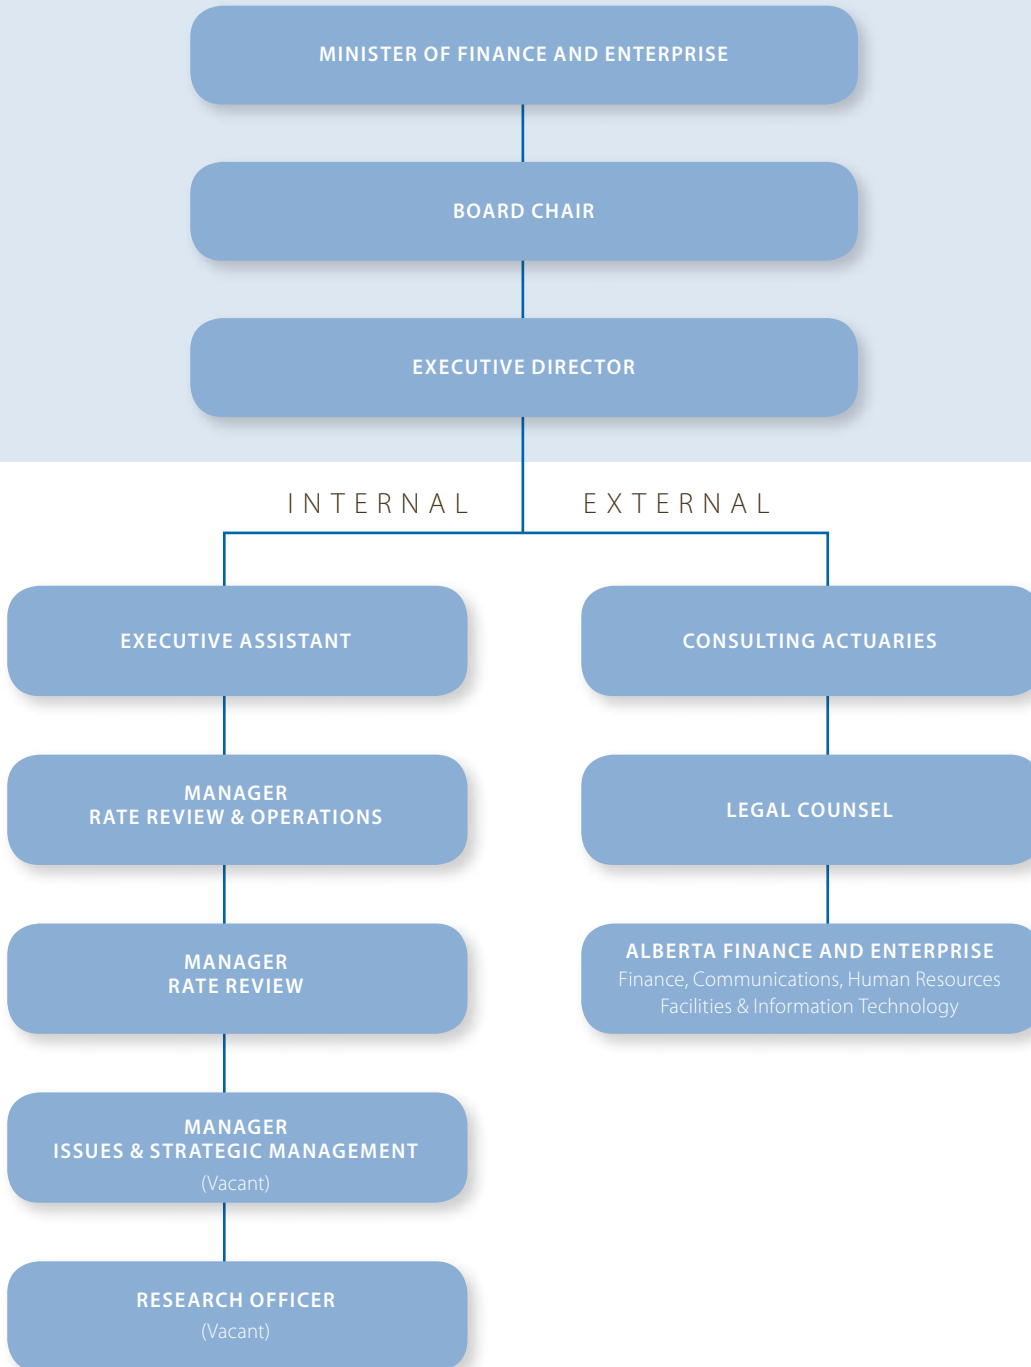 MINISTER OF FINANCE AND ENTERPRISE
BOARD CHAIR
EXECUTIVE DIRECTOR
INTERNAL
EXTERNAL
EXECUTIVE ASSISTANT
MANAGER
RATE REVIEW & OPERATIONS
MANAGER
RATE REVIEW
MANAGER
ISSUES & STRATEGIC MANAGEMENT
(Vacant)
RESEARCH OFFICER
(Vacant)
CONSULTING ACTUARIES
LEGAL COUNSEL
ALBERTA FINANCE AND ENTERPRISE
Finance, Communications, Human Resources
Facilities & Information Technology